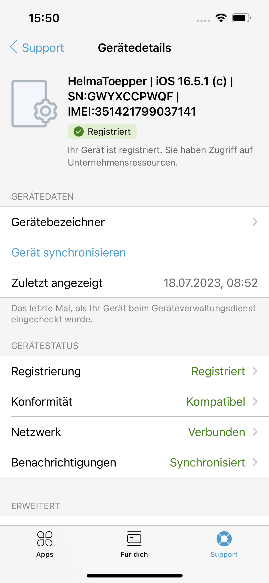 15:50
Support
Gerätedetails
HelmaToepper | iOS 16.5.1 (c) |
SN:GWYXCCPWQF |
IMEI:351421799037141
Registriert
Ihr Gerät ist registriert. Sie haben Zugriff auf
Unternehmensressourcen.
GERÄTEDATEN
Gerätebezeichner
Gerät synchronisieren
Zuletzt angezeigt 18.07.2023, 08:52
Das letzte Mal, als Ihr Gerät beim Geräteverwaltungsdienst
eingecheckt wurde.
GERÄTESTATUS
Registrierung Registriert
Konformität Kompatibel
Netzwerk Verbunden
Benachrichtigungen Synchronisiert
ERWEITERT
Apps
Für dich
Support